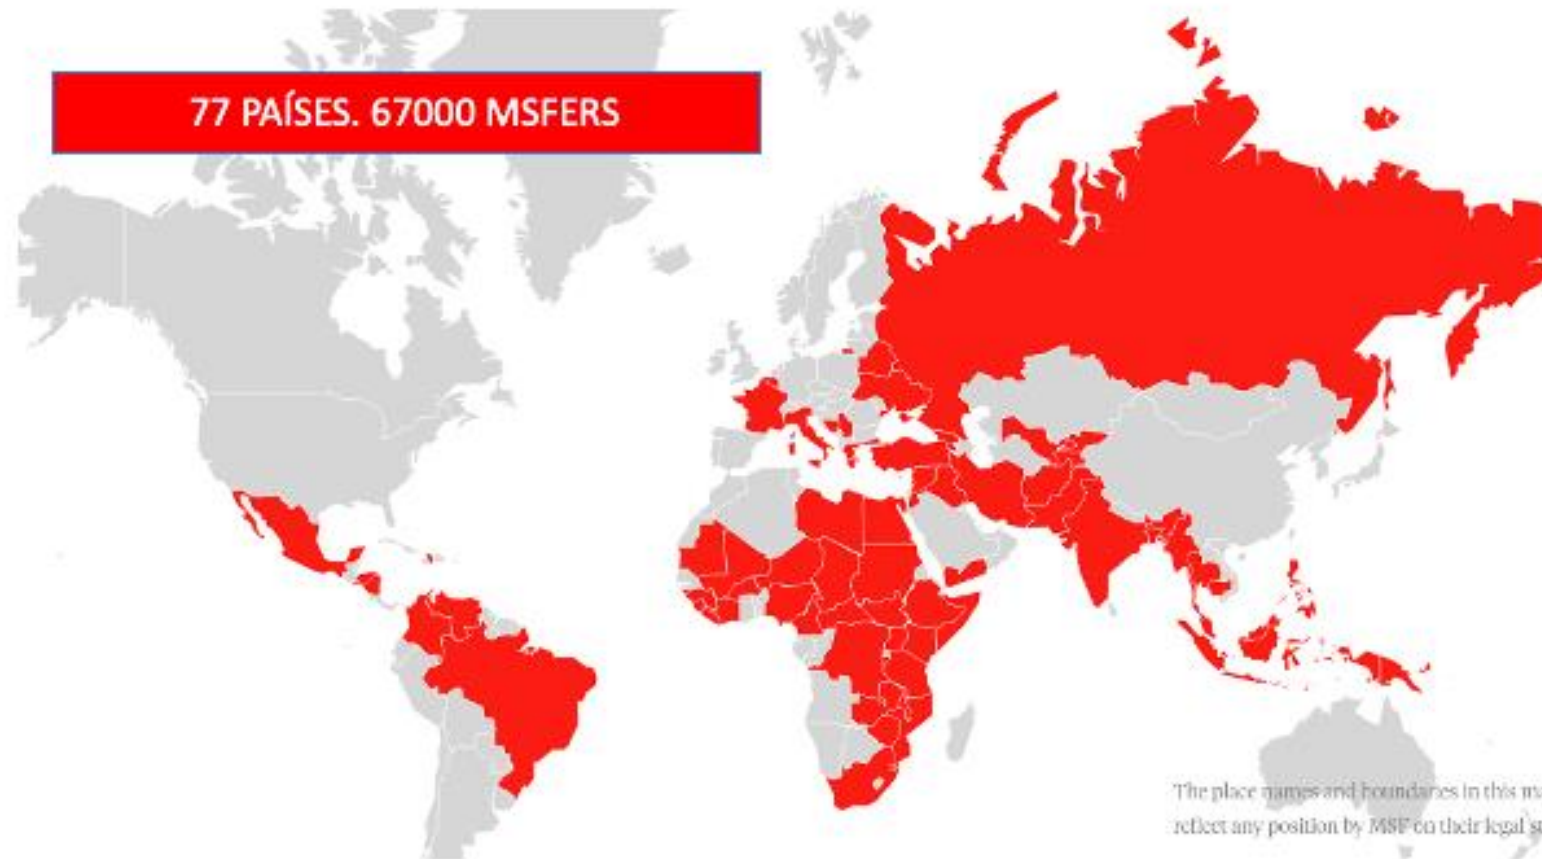 77 PAÍSES. 67000 MSFERS
The place names and boundaries in this ma
reflect any position by MSF on their legal st